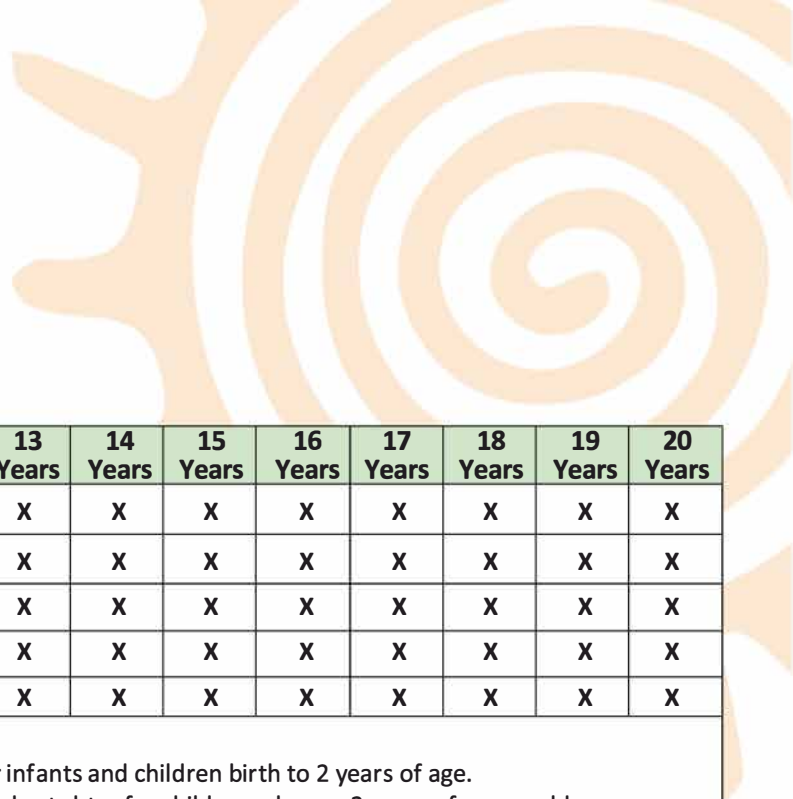 13 14 15 16 17 18 19 20
Years Years Years Years Years Years Years Years
X X X X X X X X
X X X X X X X X
X X X X X X X X
X X X X X X X X
X X X X X X X X
infants and children birth to 2 years of age.